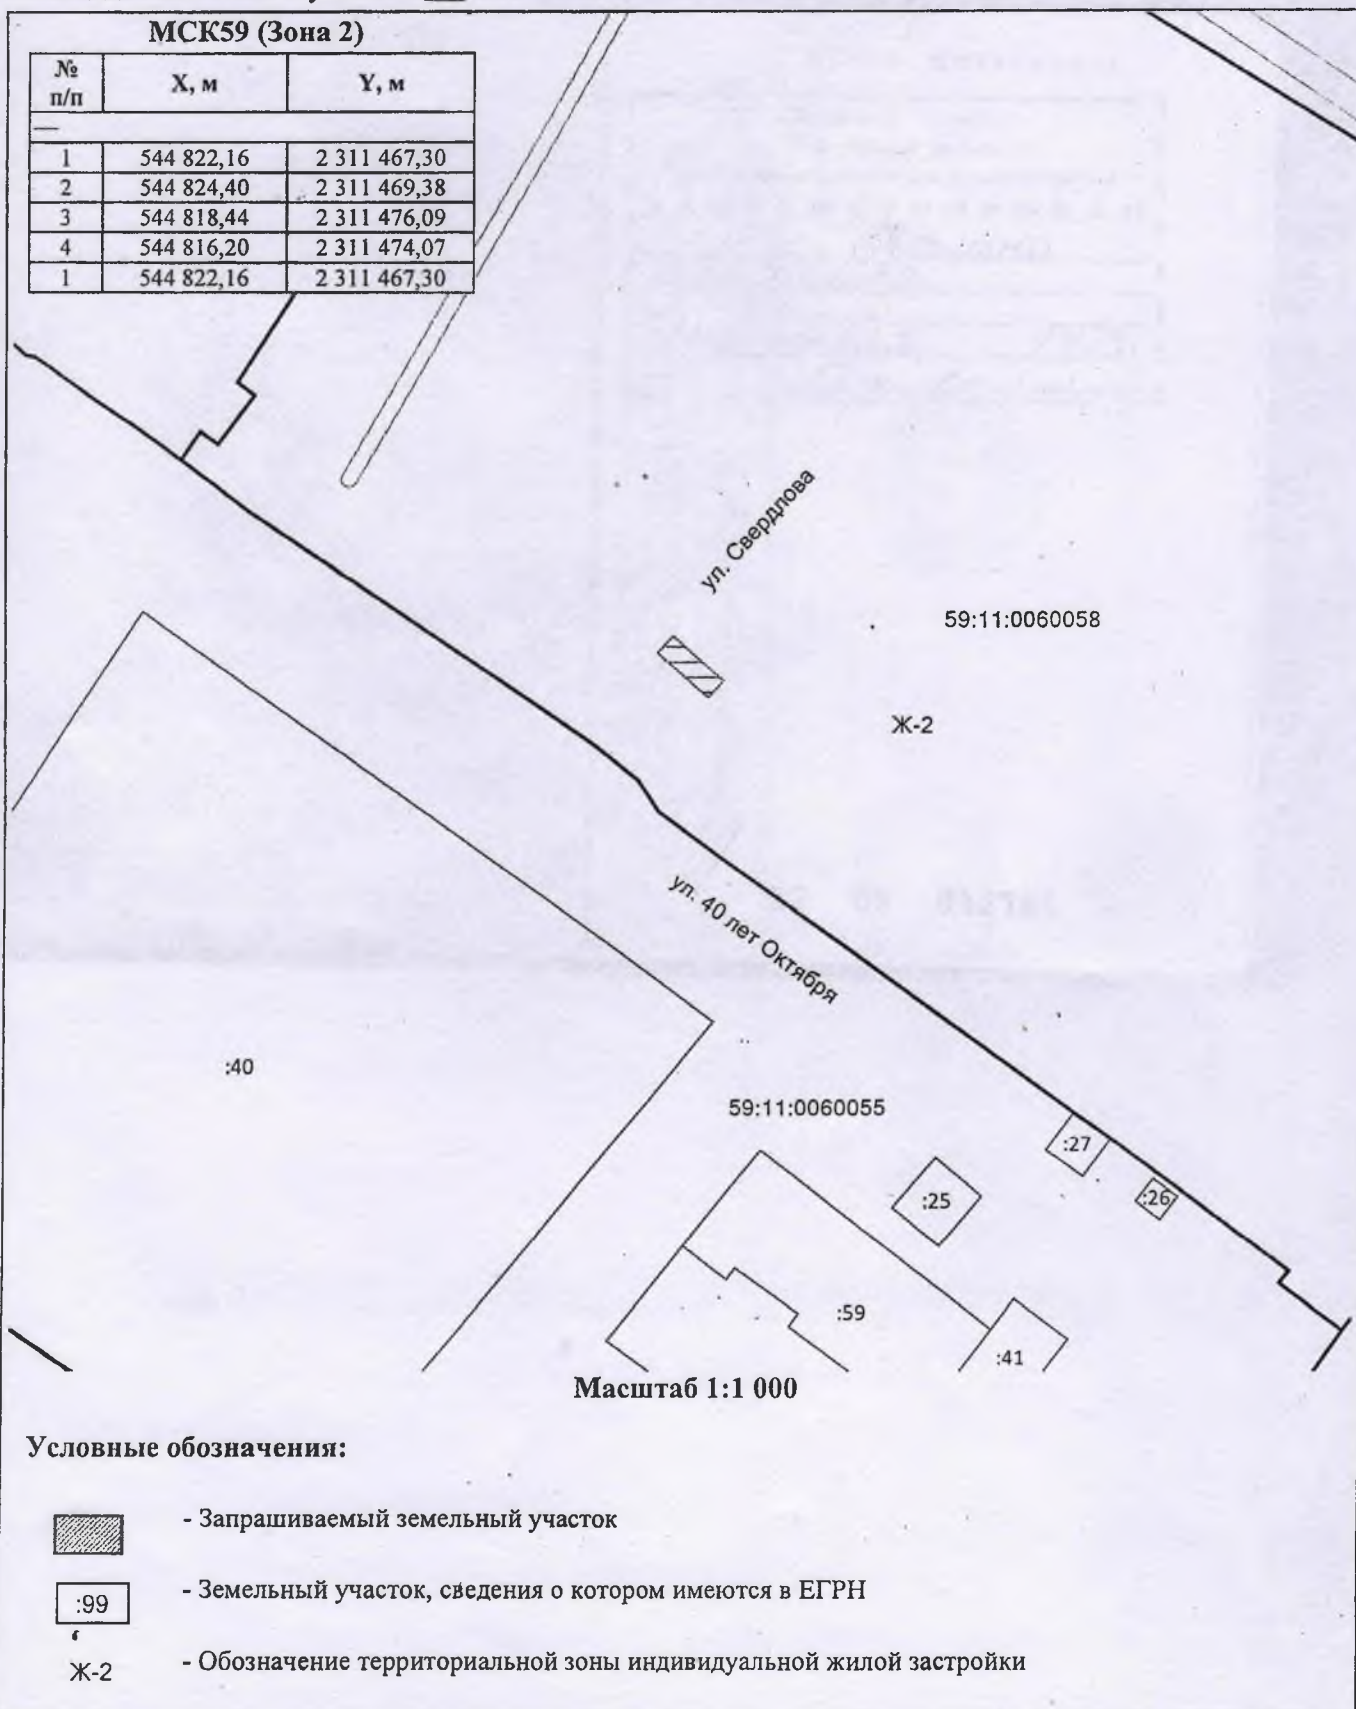 МСК59 (Зона 2)
№ п/п X, м Y, м
—
1 544 822,16 2 311 467,30
2 544 824,40 2 311 469,38
3 544 818,44 2 311 476,09
4 544 816,20 2 311 474,07
1 544 822,16 2 311 467,30
ул. Свердлова
59:11:0060058
Ж-2
ул. 40 лет Октября
:40
59:11:0060055
:27
:25
:26
:59
:41
Масштаб 1:1 000
Условные обозначения:
- Запрашиваемый земельный участок
:99 - Земельный участок, сведения о котором имеются в ЕГРН
Ж-2 - Обозначение территориальной зоны индивидуальной жилой застройки